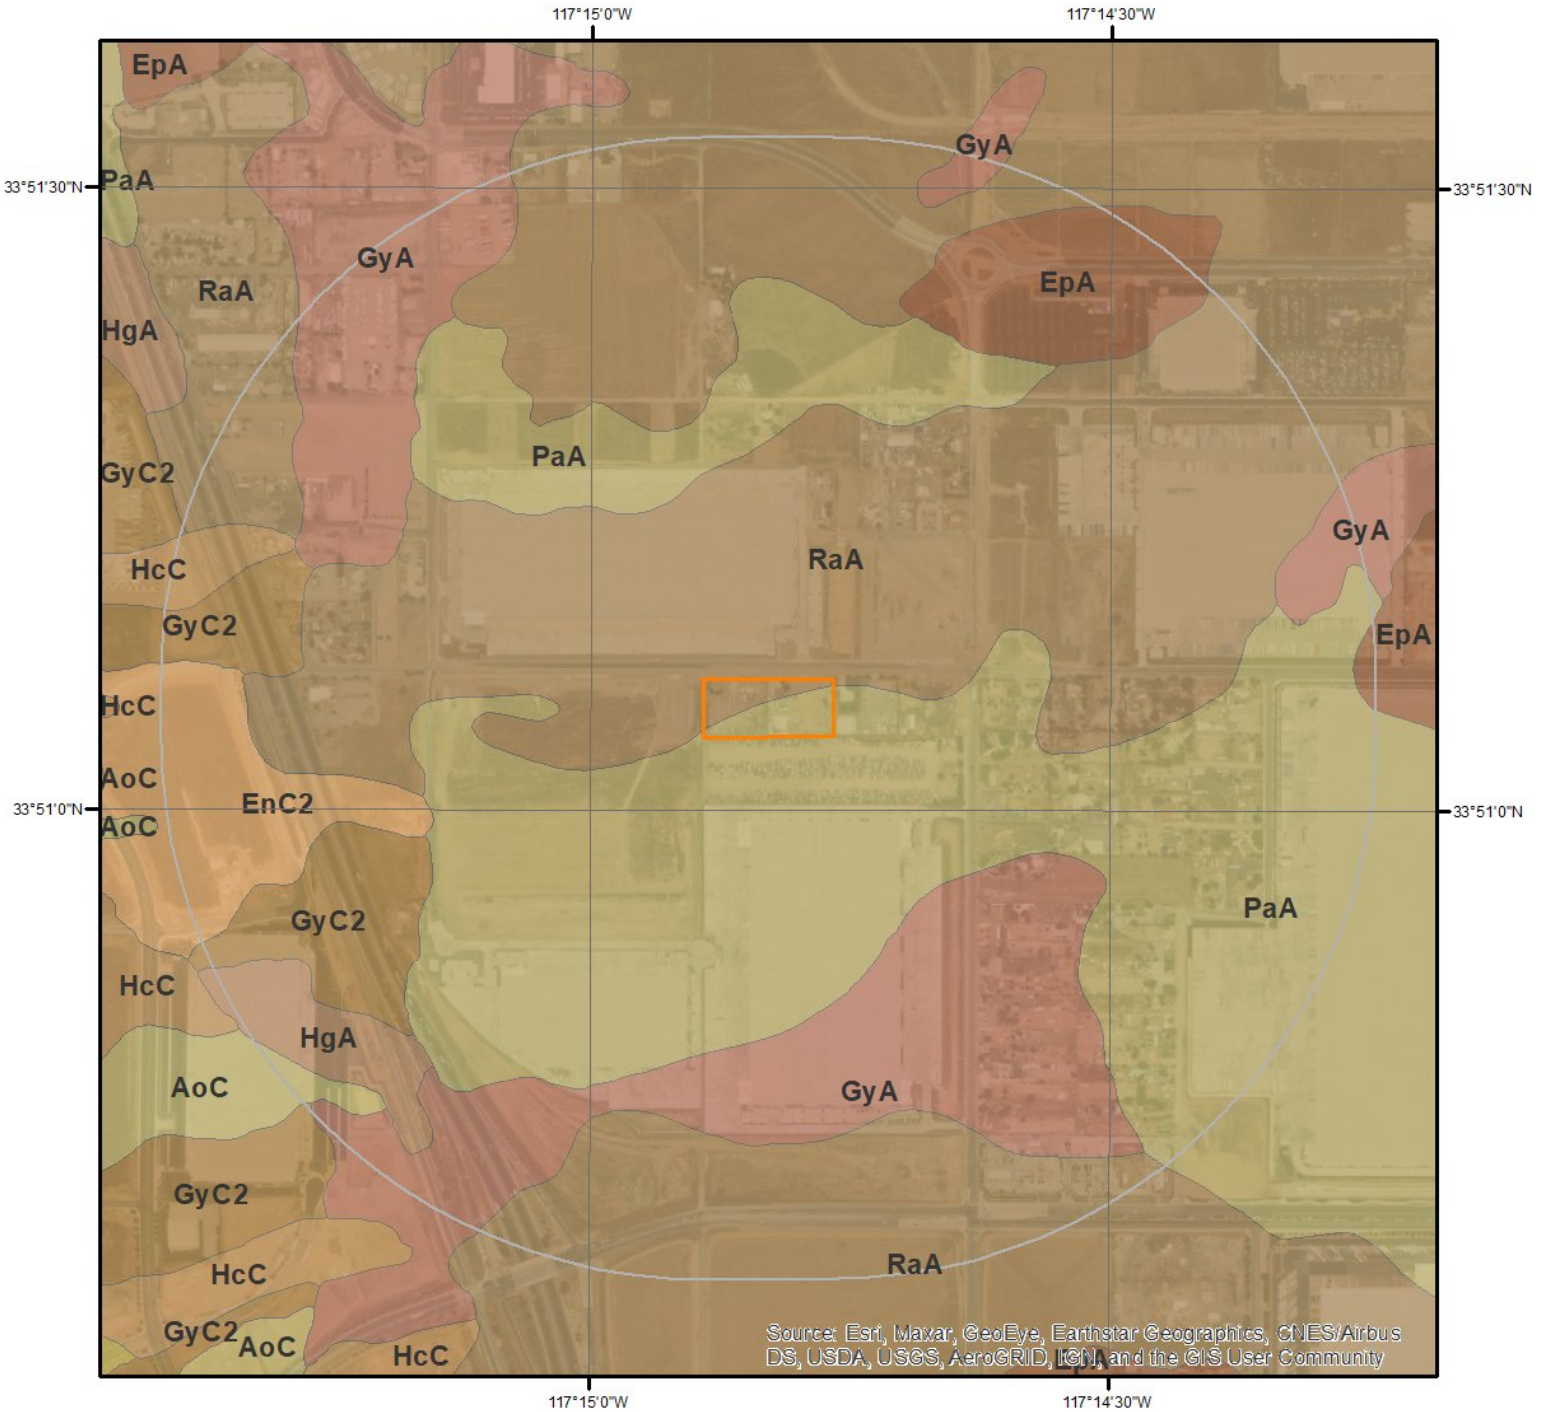 117°15'0"W
117°14'30"W
EpA
GyA
33°51'30"N
PaA
33°51'30"N
GyA
EpA
RaA
HgA
PaA
GyC2
GyA
RaA
HcC
GyC2
EpA
HcC
AoC
EnC2
33°51'0"N
33°51'0"N
AoC
PaA
GyC2
HcC
HgA
AoC
GyA
GyC2
RaA
HcC
GyC2
AoC
HcC
Source: Esri, Maxar, GeoEye, Earthstar Geographics, CNES/Airbus
DS, USDA, USGS, AeroGRID, IGN, and the GIS User Community
EpA
117°15'0"W
117°14'30"W